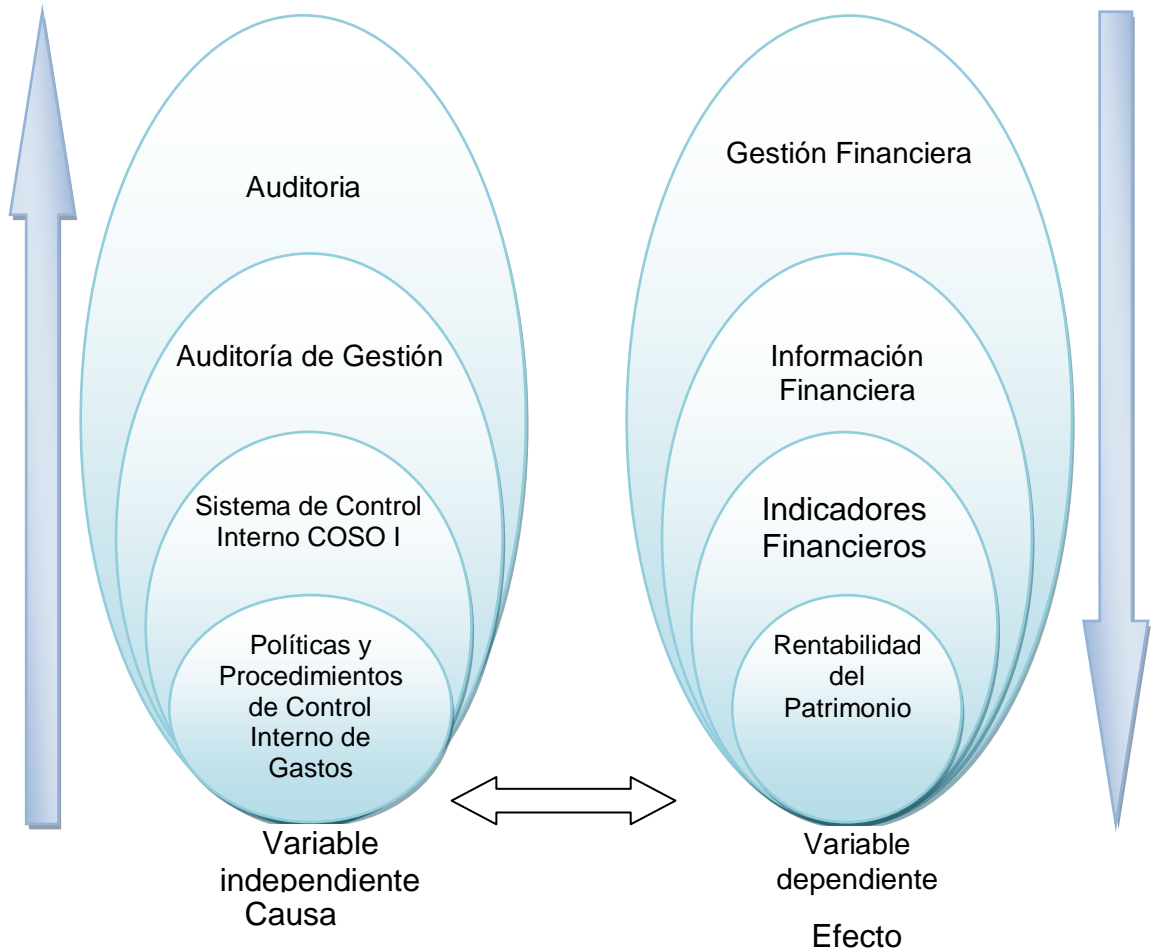 Auditoria
Auditoría de Gestión
Sistema de Control
Interno COSO I
Políticas y
Procedimientos
de Control
Interno de
Gastos
Variable
independiente
Causa
Gestión Financiera
Información
Financiera
Indicadores
Financieros
Rentabilidad
del
Patrimonio
Variable
dependiente
Efecto